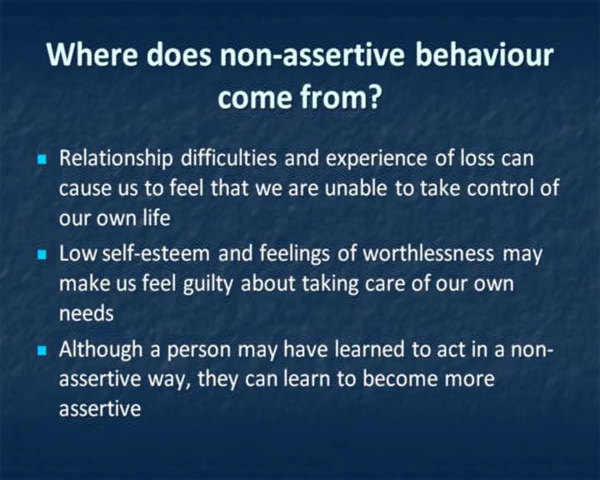 Where does non-assertive behaviour
come from?
Relationship difficulties and experience of loss can
cause us to feel that we are unable to take control of
our own life
Low self-esteem and feelings of worthlessness may
make us feel guilty about taking care of our own
needs
Although a person may have learned to act in a non-
assertive way, they can learn to become more
assertive